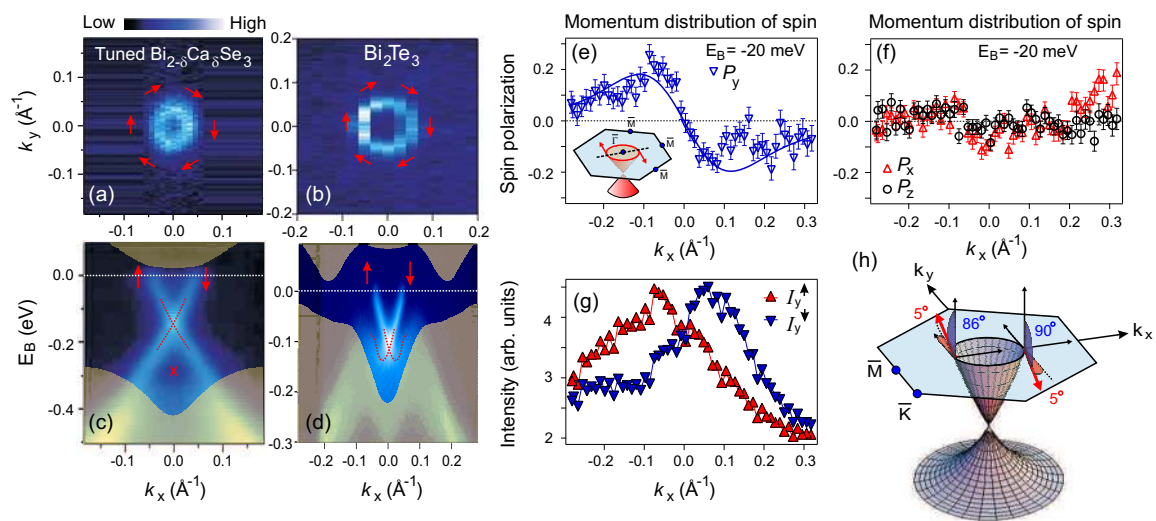 Low High
Tuned Bi2-δCaδSe3
Bi2Te3
ky (Å-1)
0.1
0.0
-0.1
0.2
0.1
0.0
-0.1
-0.2
(a)
(b)
-0.1 0.0 0.1
-0.2 -0.1 0.0 0.1 0.2
EB (eV)
0.0
-0.2
-0.4
0.0
-0.1
-0.2
-0.3
(c)
(d)
-0.1 0.0 0.1
-0.2 -0.1 0.0 0.1 0.2
kx (Å-1)
kx (Å-1)
Momentum distribution of spin
(e)
EB= -20 meV
Py
Spin polarization
0.2
0.0
-0.2
Γ
M
M
M
-0.2 -0.1 0.0 0.1 0.2 0.3
kx (Å-1)
Momentum distribution of spin
(f)
EB= -20 meV
0.2
0.0
-0.2
Px
Pz
-0.2 -0.1 0.0 0.1 0.2 0.3
kx (Å-1)
(g)
Iy
Iy
Intensity (arb. units)
4
3
2
-0.2 -0.1 0.0 0.1 0.2 0.3
kx (Å-1)
(h)
ky
kx
5°
86°
90°
5°
M
K